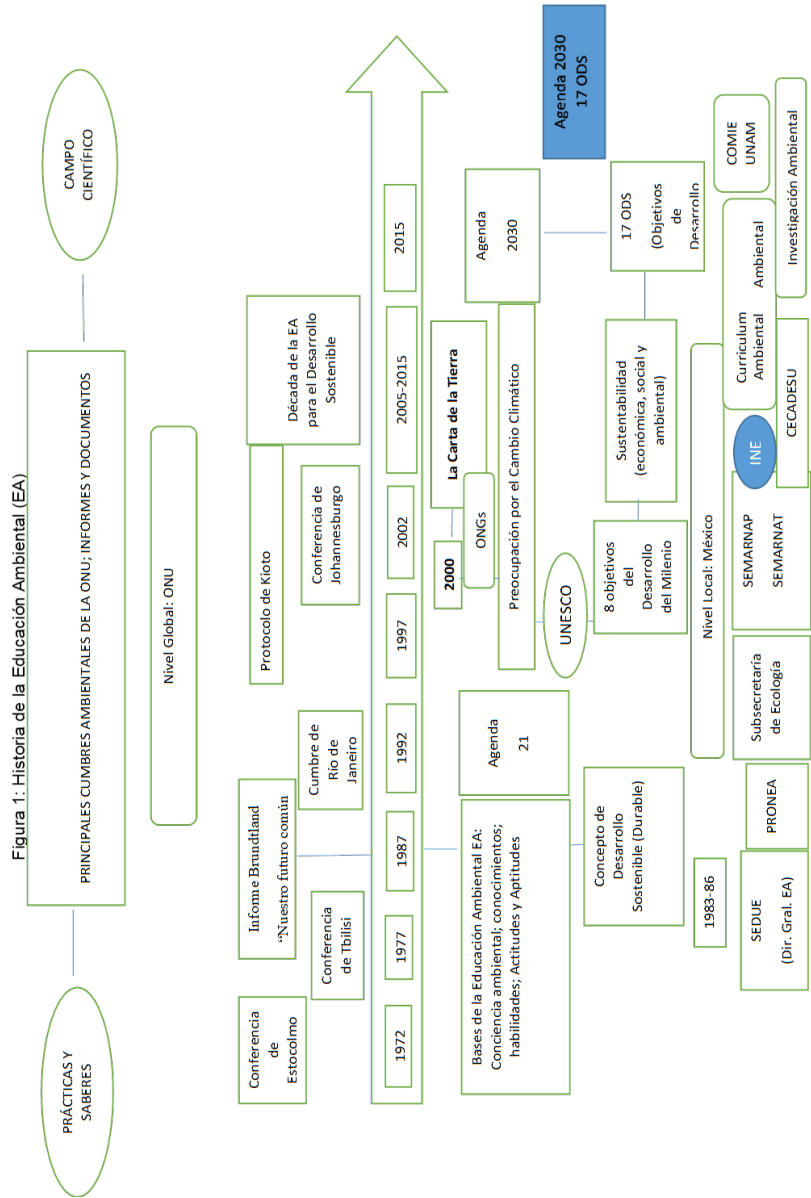 Figura 1: Historia de la Educación Ambiental (EA)
PRÁCTICAS Y
SABERES
PRINCIPALES CUMBRES AMBIENTALES DE LA ONU; INFORMES Y DOCUMENTOS
CAMPO
CIENTÍFICO
Nivel Global: ONU
Conferencia
de
Estocolmo
Informe Brundtland
“Nuestro futuro común
Conferencia
de Tbilisi
Cumbre de
Rio de
Janeiro
Protocolo de Kioto
Conferencia de
Johannesburgo
Década de la EA
para el Desarrollo
Sostenible
1972
1977
1987
1992
1997
2002
2005-2015
2015
Bases de la Educación Ambiental EA:
Conciencia ambiental; conocimientos;
habilidades; Actitudes y Aptitudes
Agenda
21
2000
La Carta de la Tierra
ONGs
Preocupación por el Cambio Climático
Agenda
2030
Agenda 2030
17 ODS
UNESCO
Concepto de
Desarrollo
Sostenible (Durable)
8 objetivos
del
Desarrollo
del Milenio
Sustentabilidad
(económica, social y
ambiental)
17 ODS
(Objetivos
de
Desarrollo
1983-86
Nivel Local: México
SEDUE
(Dir. Gral. EA)
PRONEA
Subsecretaría
de Ecología
SEMARNAP
SEMARNAT
INE
CECADESU
Curriculum Ambiental
Ambiental
COMIE
UNAM
Investigación Ambiental